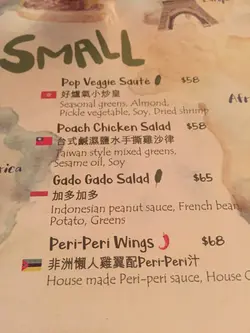 SMALL
Pop Veggie Saute $58
好爐氣小炒皇
Seasonal greens, Almond,
Pickle vegetable, Soy, Dried shrimp
Poach Chicken Salad $58
台式鹹濕鹽水手撕雞沙律
Taiwan style mixed greens,
Sesame oil, Soy
Gado Gado Salad $65
加多加多
Indonesian peanut sauce, French bean
Potato, Greens
Peri-Peri Wings $68
非洲懶人雞翼配Peri-Peri汁
House made Peri-peri sauce, House